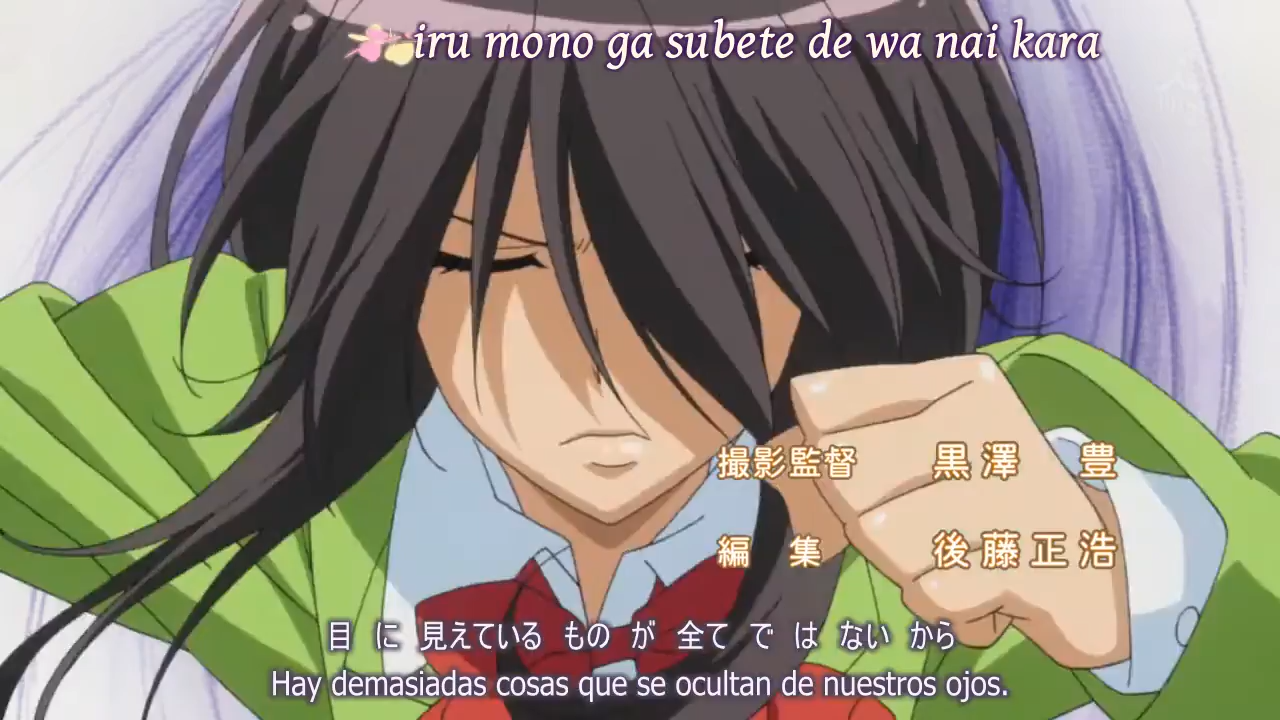 iru mono ga subete de wa nai kara
撮影監督 黒澤 豊
編 集 後藤正浩
目 に 見えている もの が 全て で は ない から
Hay demasiadas cosas que se ocultan de nuestros ojos.